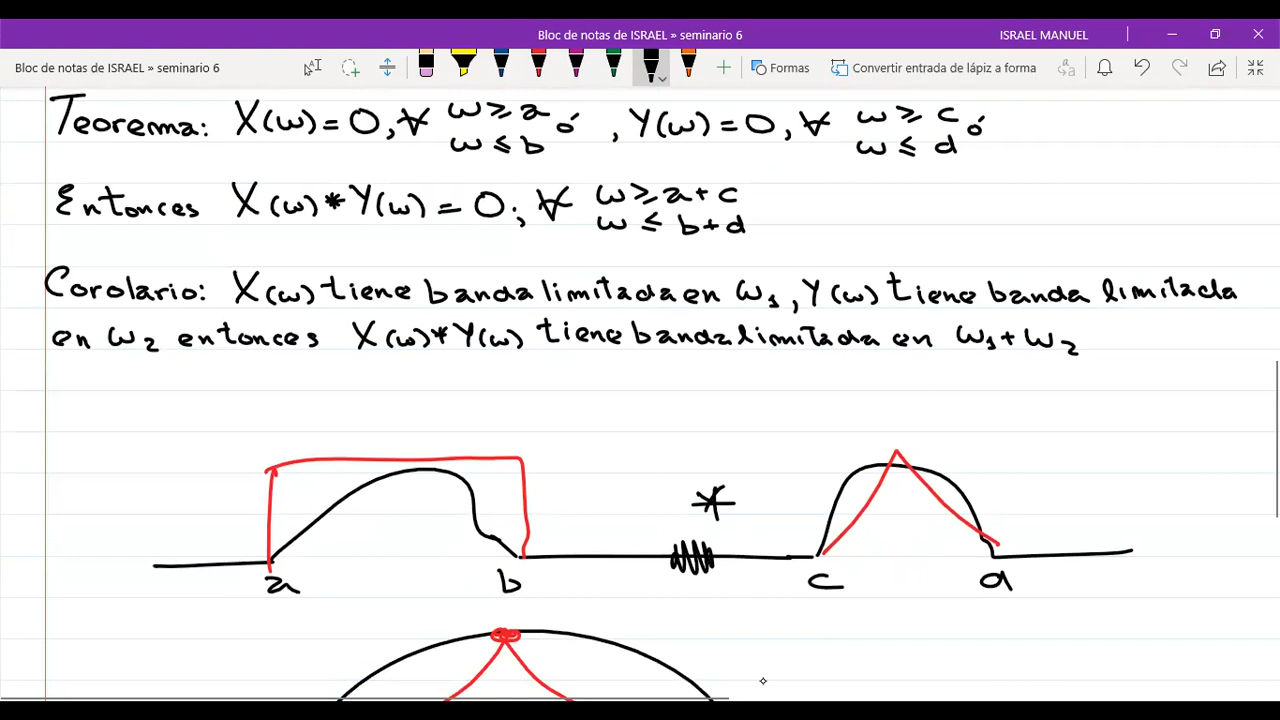 Bloc de notas de ISRAEL » seminario 6
ISRAEL MANUEL
Bloc de notas de ISRAEL » seminario 6
Formas
Convertir entrada de lápiz a forma
Teorema: X(ω)=0,∀ ω≥a ó , Y(ω)=0,∀ ω≥c ó
ω≤b ω≤d
Entonces X(ω)*Y(ω)=0; ∀ ω≥a+c
ω≤b+d
Corolario: X(ω) tiene banda limitada en ω1, Y(ω) tiene banda limitada
en ω2 entonces X(ω)*Y(ω) tiene banda limitada en ω1+ω2
*
a b c d